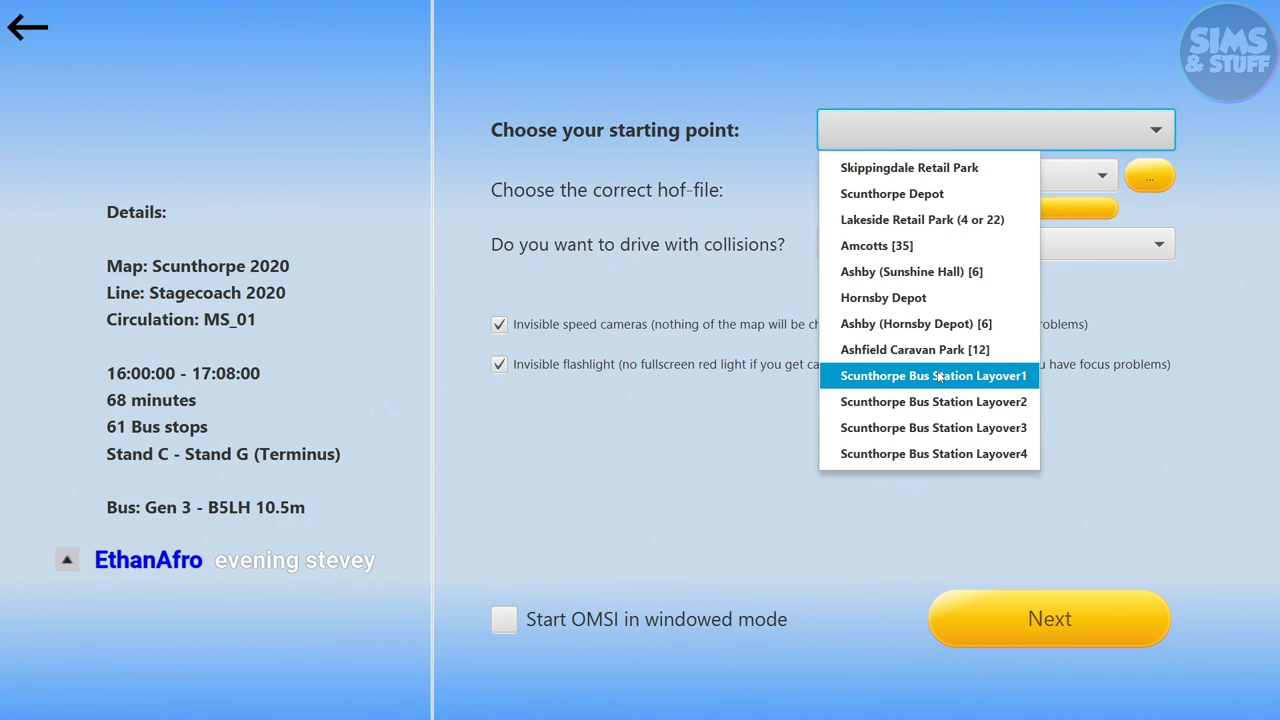 SIMS
& STUFF
Choose your starting point:
Skippingdale Retail Park
Scunthorpe Depot
Lakeside Retail Park (4 or 22)
Amcotts [35]
Ashby (Sunshine Hall) [6]
Hornsby Depot
Ashby (Hornsby Depot) [6]
Ashfield Caravan Park [12]
Scunthorpe Bus Station Layover1
Scunthorpe Bus Station Layover2
Scunthorpe Bus Station Layover3
Scunthorpe Bus Station Layover4
Choose the correct hof-file:
...
Do you want to drive with collisions?
Invisible speed cameras (nothing of the map will be ch
oblems)
Invisible flashlight (no fullscreen red light if you get ca
u have focus problems)
Details:
Map: Scunthorpe 2020
Line: Stagecoach 2020
Circulation: MS_01
16:00:00 - 17:08:00
68 minutes
61 Bus stops
Stand C - Stand G (Terminus)
Bus: Gen 3 - B5LH 10.5m
EthanAfro evening stevey
Start OMSI in windowed mode
Next